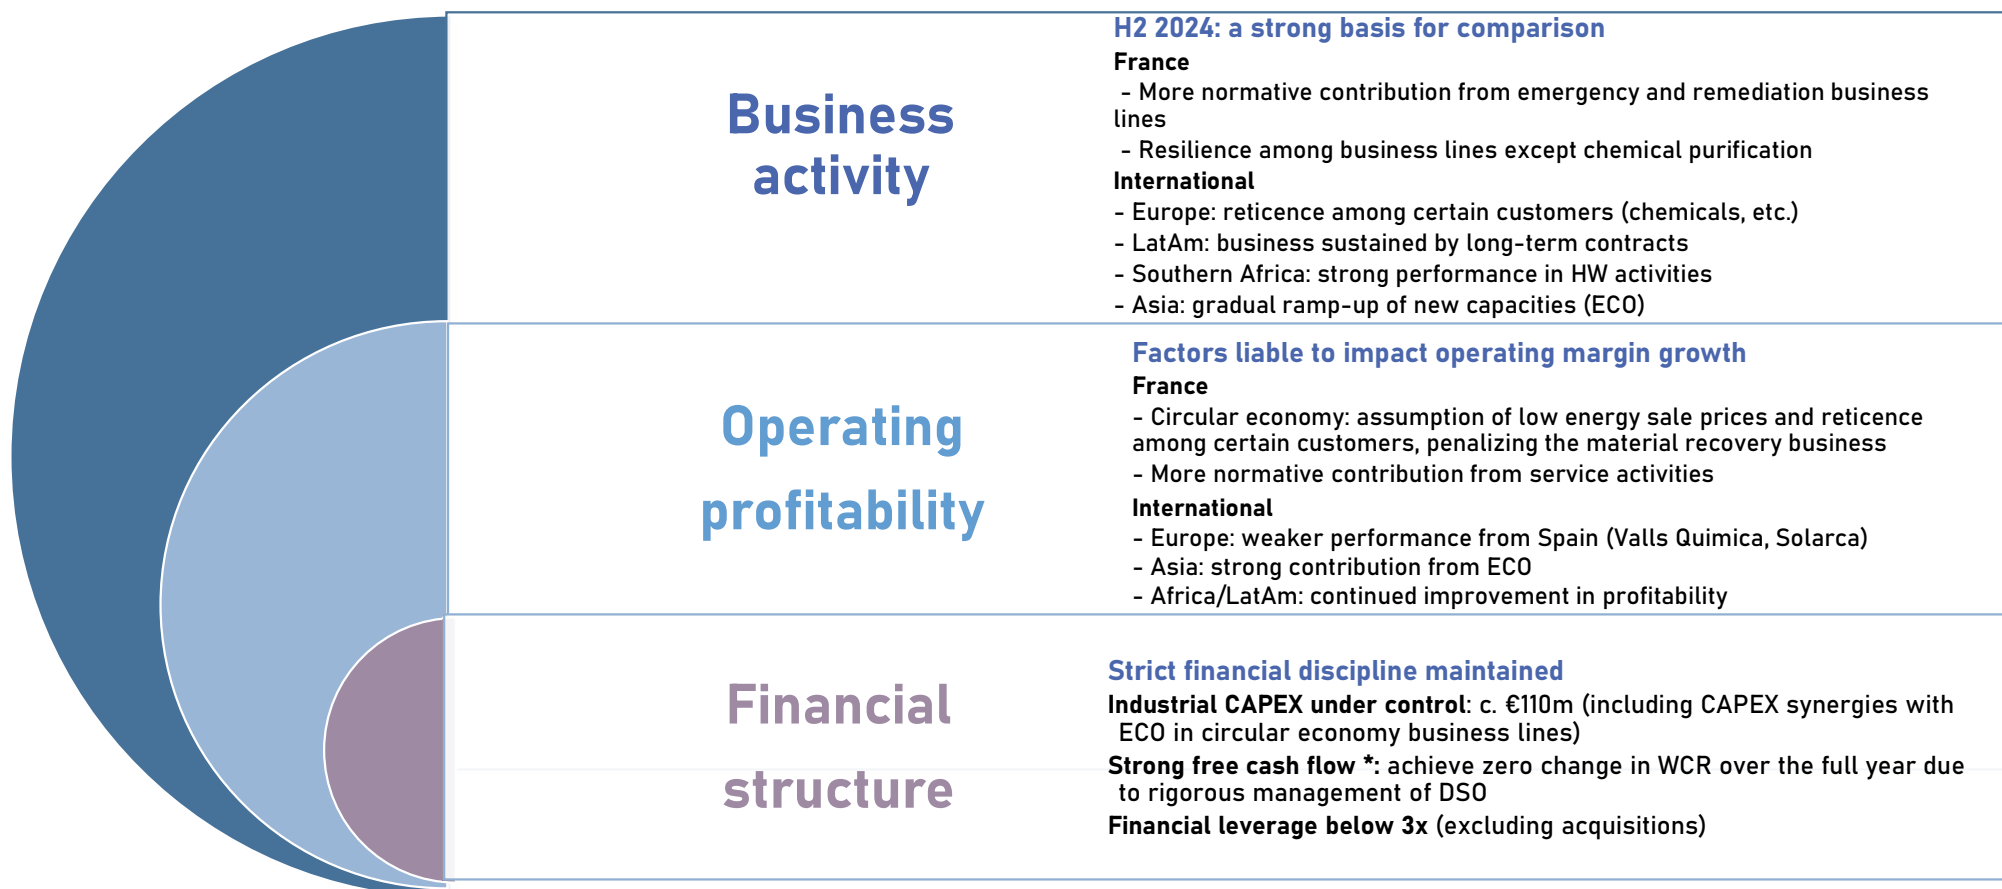 Business
activity
H2 2024: a strong basis for comparison
France
- More normative contribution from emergency and remediation business
lines
- Resilience among business lines except chemical purification
International
- Europe: reticence among certain customers (chemicals, etc.)
- LatAm: business sustained by long-term contracts
- Southern Africa: strong performance in HW activities
- Asia: gradual ramp-up of new capacities (ECO)
Operating
profitability
Factors liable to impact operating margin growth
France
- Circular economy: assumption of low energy sale prices and reticence
among certain customers, penalizing the material recovery business
- More normative contribution from service activities
International
- Europe: weaker performance from Spain (Valls Quimica, Solarca)
- Asia: strong contribution from ECO
- Africa/LatAm: continued improvement in profitability
Financial
structure
Strict financial discipline maintained
Industrial CAPEX under control: c. €110m (including CAPEX synergies with
ECO in circular economy business lines)
Strong free cash flow *: achieve zero change in WCR over the full year due
to rigorous management of DSO
Financial leverage below 3x (excluding acquisitions)